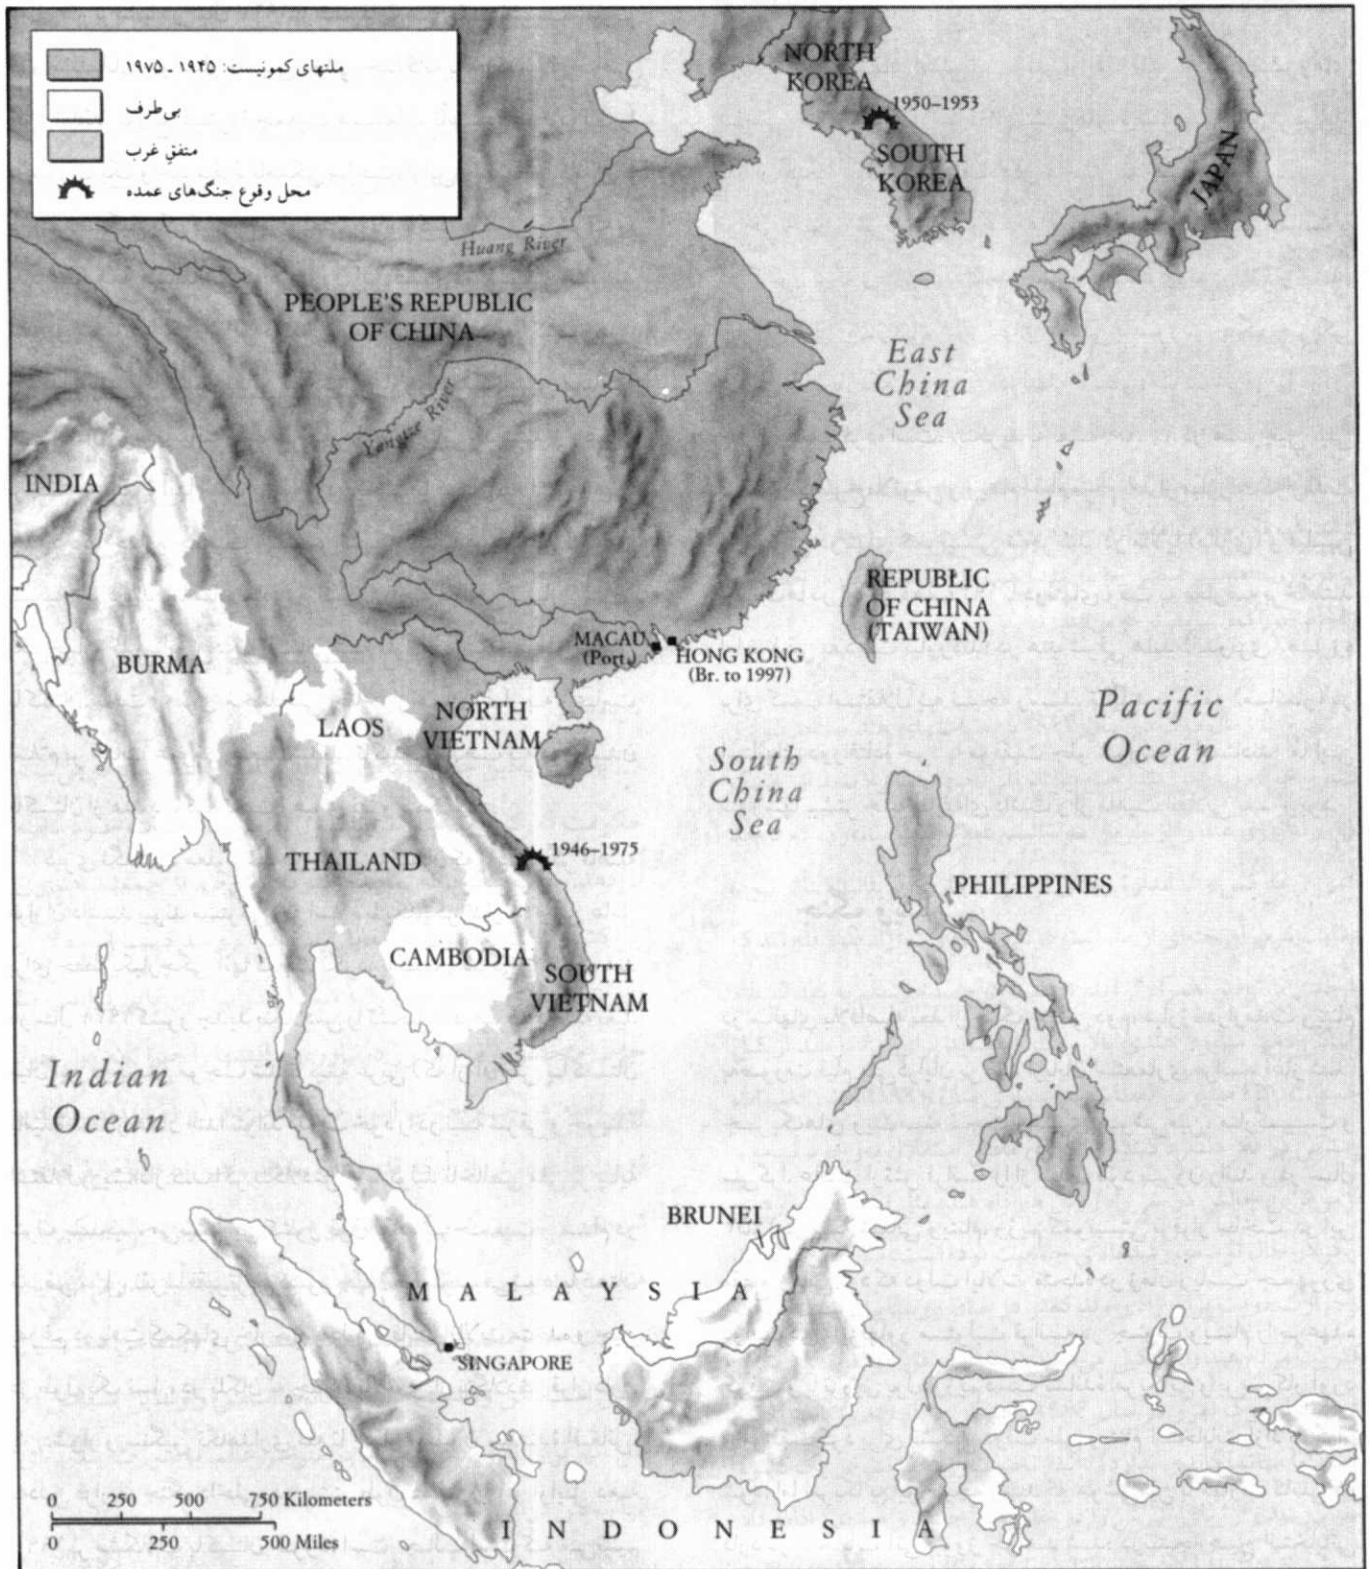 ملتهای کمونیست: ۱۹۴۵ ـ ۱۹۷۵
بی‌طرف
متفقِ غرب
محل وقوع جنگ‌های عمده
NORTH
KOREA
1950–1953
SOUTH
KOREA
JAPAN
Huang River
PEOPLE'S REPUBLIC
OF CHINA
East
China
Sea
Yangtze River
INDIA
REPUBLIC
OF CHINA
(TAIWAN)
MACAU
(Port.)
HONG KONG
(Br. to 1997)
BURMA
LAOS
NORTH
VIETNAM
Pacific
Ocean
South
China
Sea
THAILAND
1946–1975
PHILIPPINES
CAMBODIA
SOUTH
VIETNAM
Indian
Ocean
BRUNEI
MALAYSIA
SINGAPORE
INDONESIA
0 250 500 750 Kilometers
0 250 500 Miles